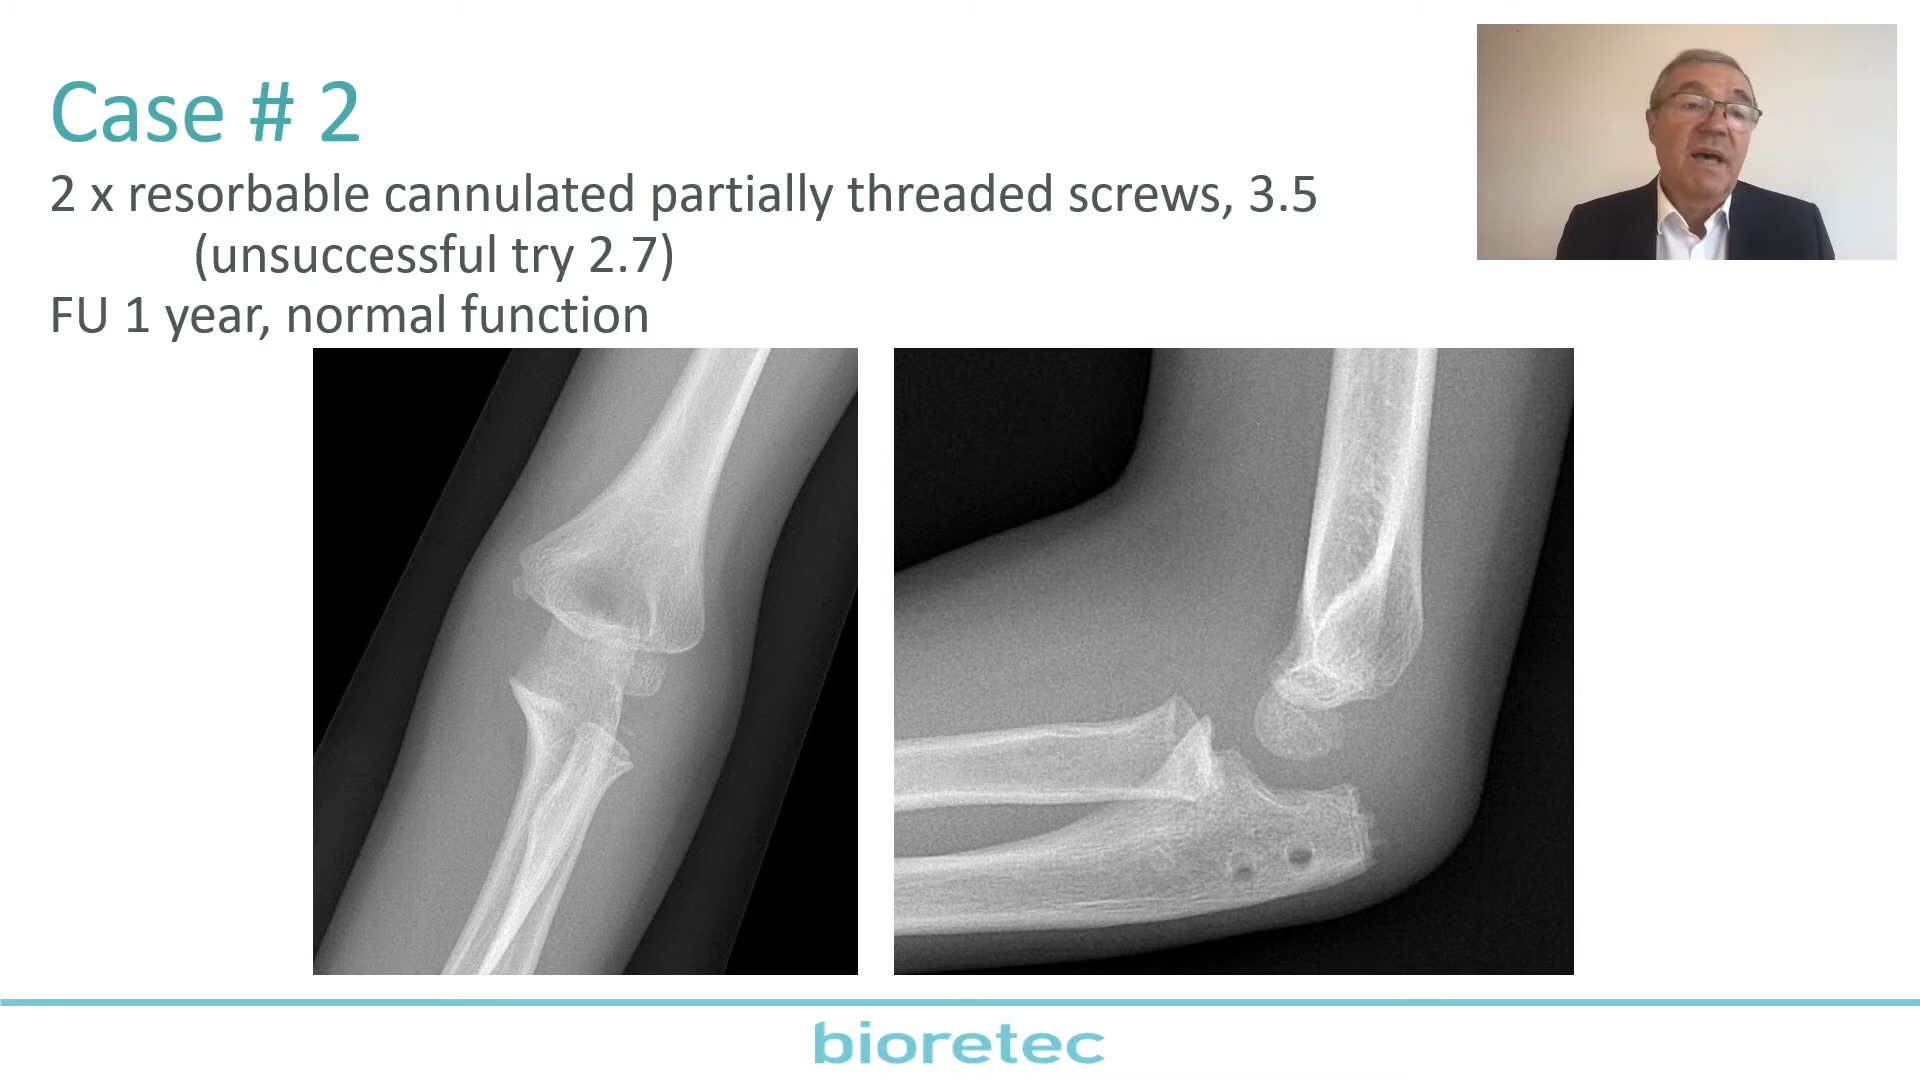 Case # 2
2 x resorbable cannulated partially threaded screws, 3.5
(unsuccessful try 2.7)
FU 1 year, normal function
bioretec